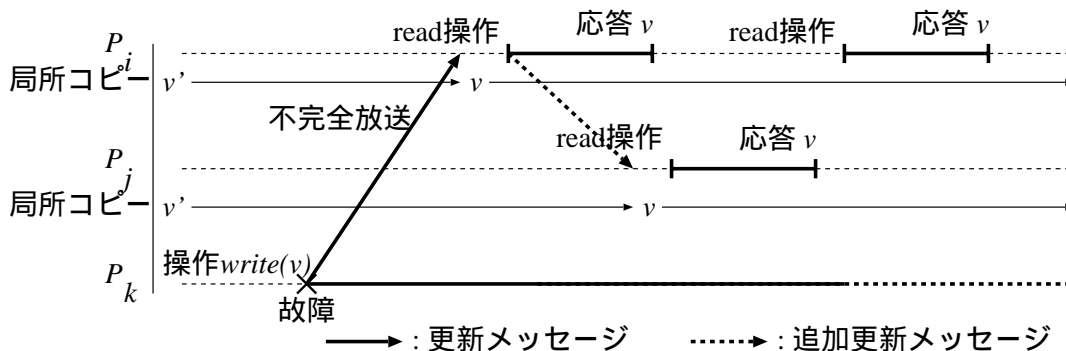 read操作 応答 v read操作 応答 v
P_i
局所コピー v' v
不完全放送
read操作 応答 v
P_j
局所コピー v' v
操作write(v)
P_k
故障
: 更新メッセージ : 追加更新メッセージ